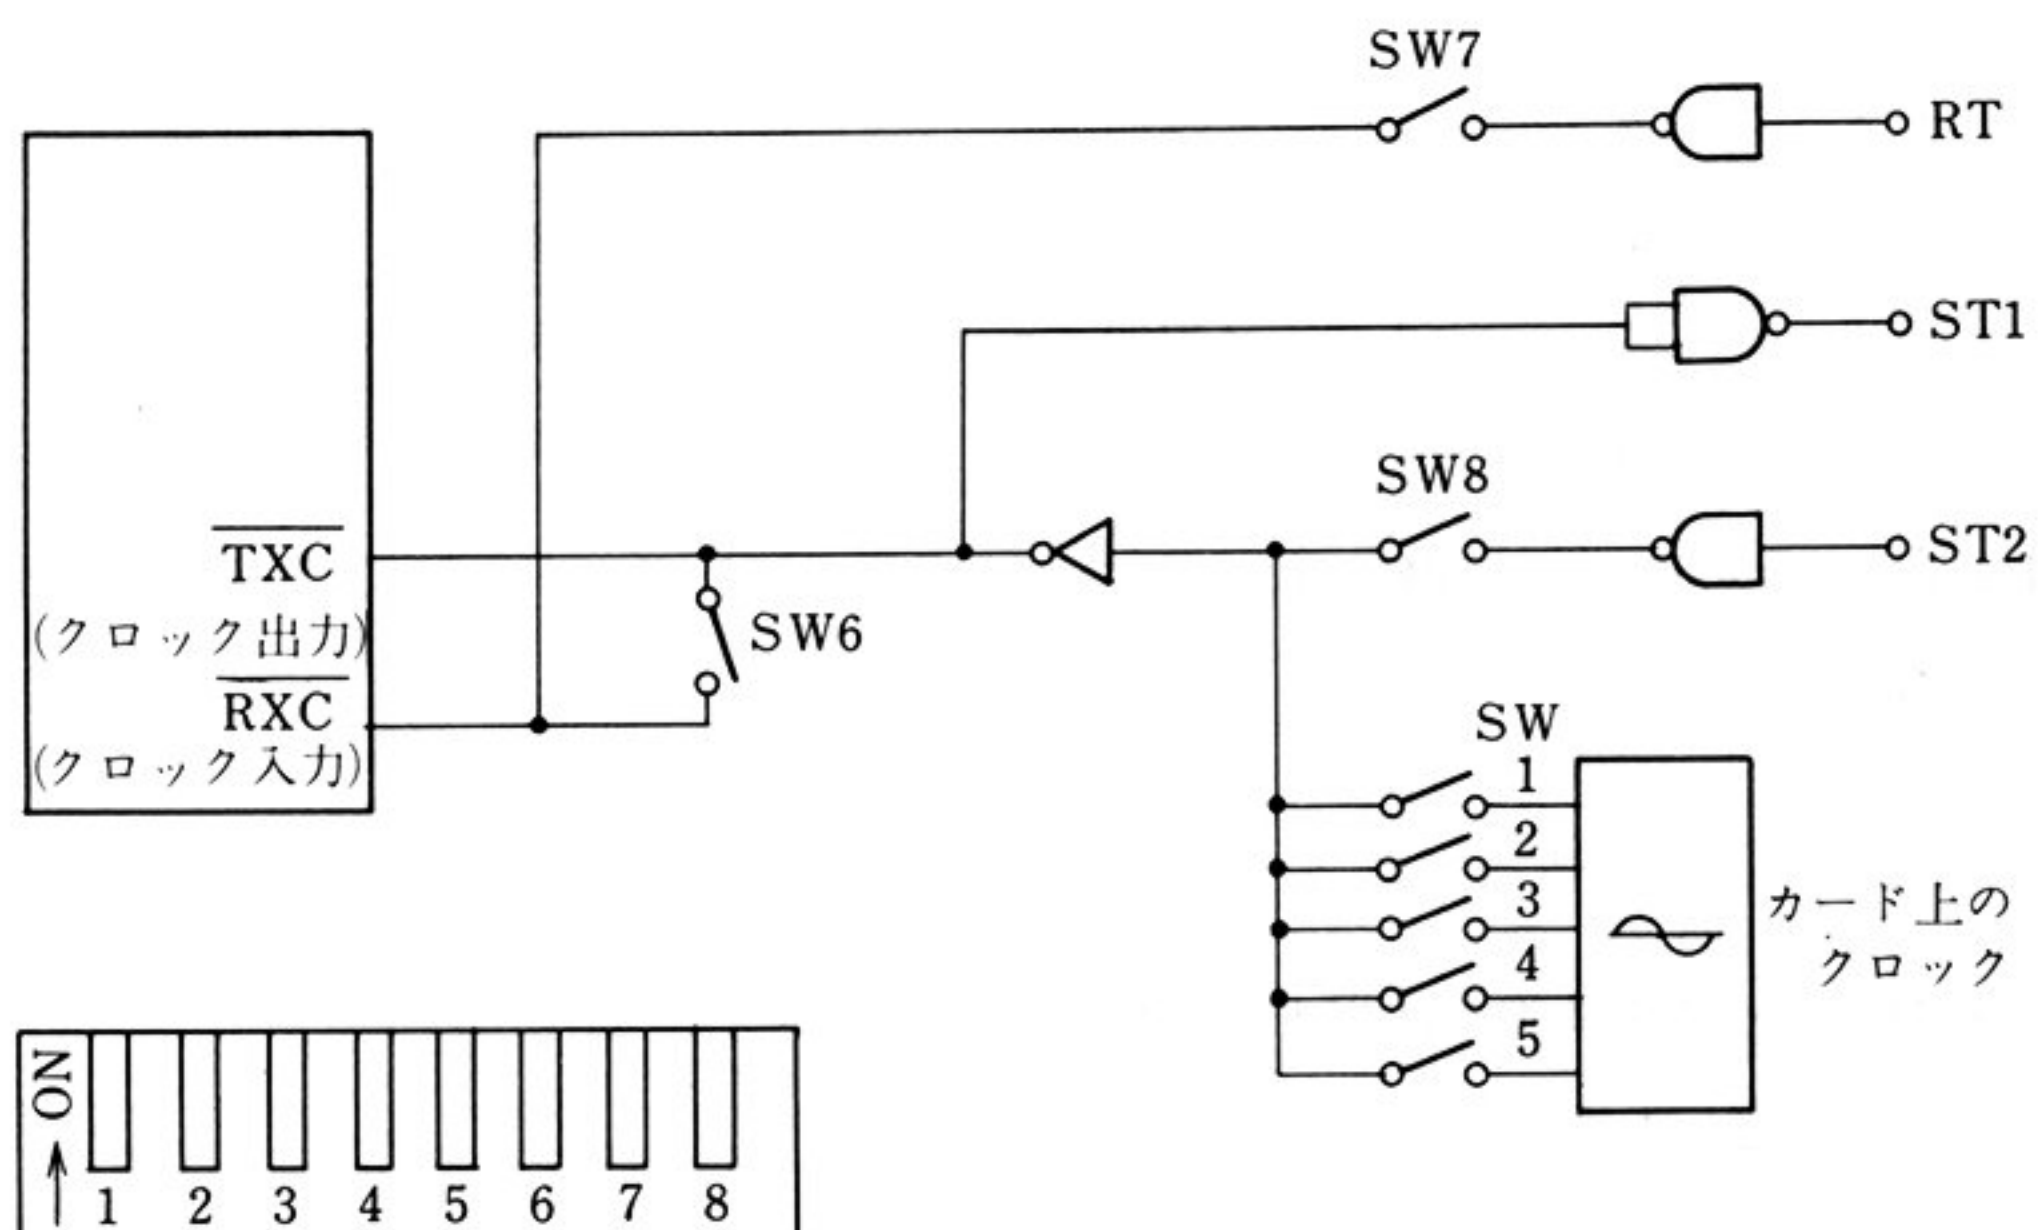 SW7
RT
ST1
SW8
ST2
TXC
(クロック出力)
RXC
(クロック入力)
SW6
SW
1
2
3
4
5
カード上の
クロック
ON
1 2 3 4 5 6 7 8